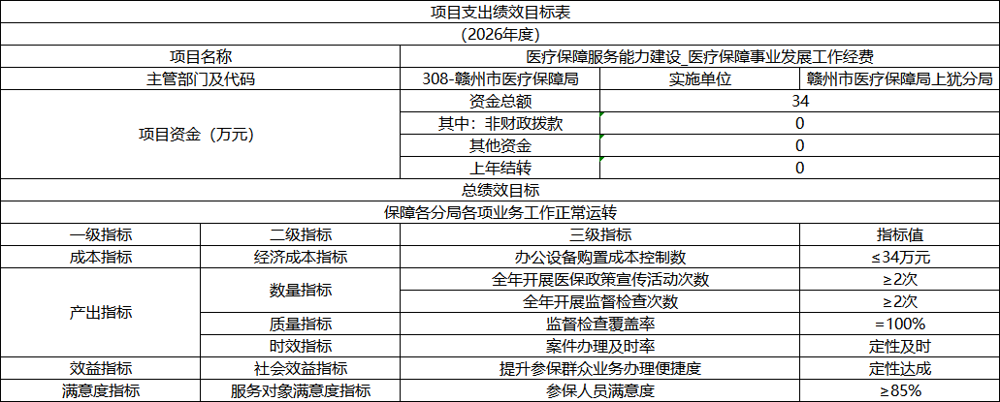 项目支出绩效目标表
（2026年度）
项目名称 医疗保障服务能力建设_医疗保障事业发展工作经费
主管部门及代码 308-赣州市医疗保障局 实施单位 赣州市医疗保障局上犹分局
项目资金（万元） 资金总额 34
其中：非财政拨款 0
其他资金 0
上年结转 0
总绩效目标
保障各分局各项业务工作正常运转
一级指标 二级指标 三级指标 指标值
成本指标 经济成本指标 办公设备购置成本控制数 ≤34万元
产出指标 数量指标 全年开展医保政策宣传活动次数 ≥2次
全年开展监督检查次数 ≥2次
质量指标 监督检查覆盖率 =100%
时效指标 案件办理及时率 定性及时
效益指标 社会效益指标 提升参保群众业务办理便捷度 定性达成
满意度指标 服务对象满意度指标 参保人员满意度 ≥85%